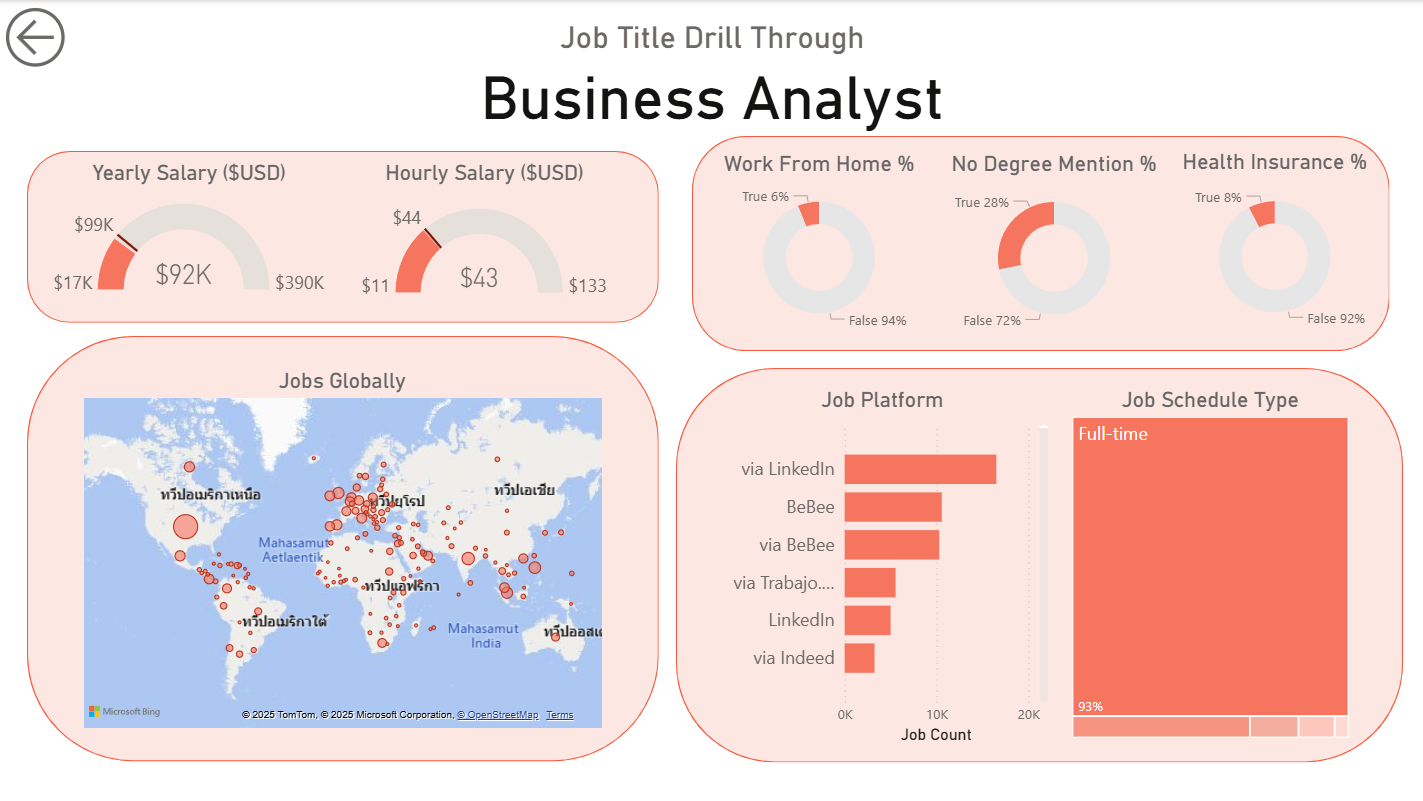 Job Title Drill Through
Business Analyst
Yearly Salary ($USD)
$99K
$17K
$92K
$390K
Hourly Salary ($USD)
$44
$11
$43
$133
Work From Home %
True 6%
False 94%
No Degree Mention %
True 28%
False 72%
Health Insurance %
True 8%
False 92%
Jobs Globally
ทวีปอเมริกาเหนือ
ทวีปยุโรป
ทวีปเอเชีย
Mahasamut
Aetlaentik
ทวีปแอฟริกา
ทวีปอเมริกาใต้
Mahasamut
India
ทวีปออสเต
Microsoft Bing
© 2025 TomTom, © 2025 Microsoft Corporation, © OpenStreetMap Terms
Job Platform
via LinkedIn
BeBee
via BeBee
via Trabajo....
LinkedIn
via Indeed
0K
10K
20K
Job Count
Job Schedule Type
Full-time
93%